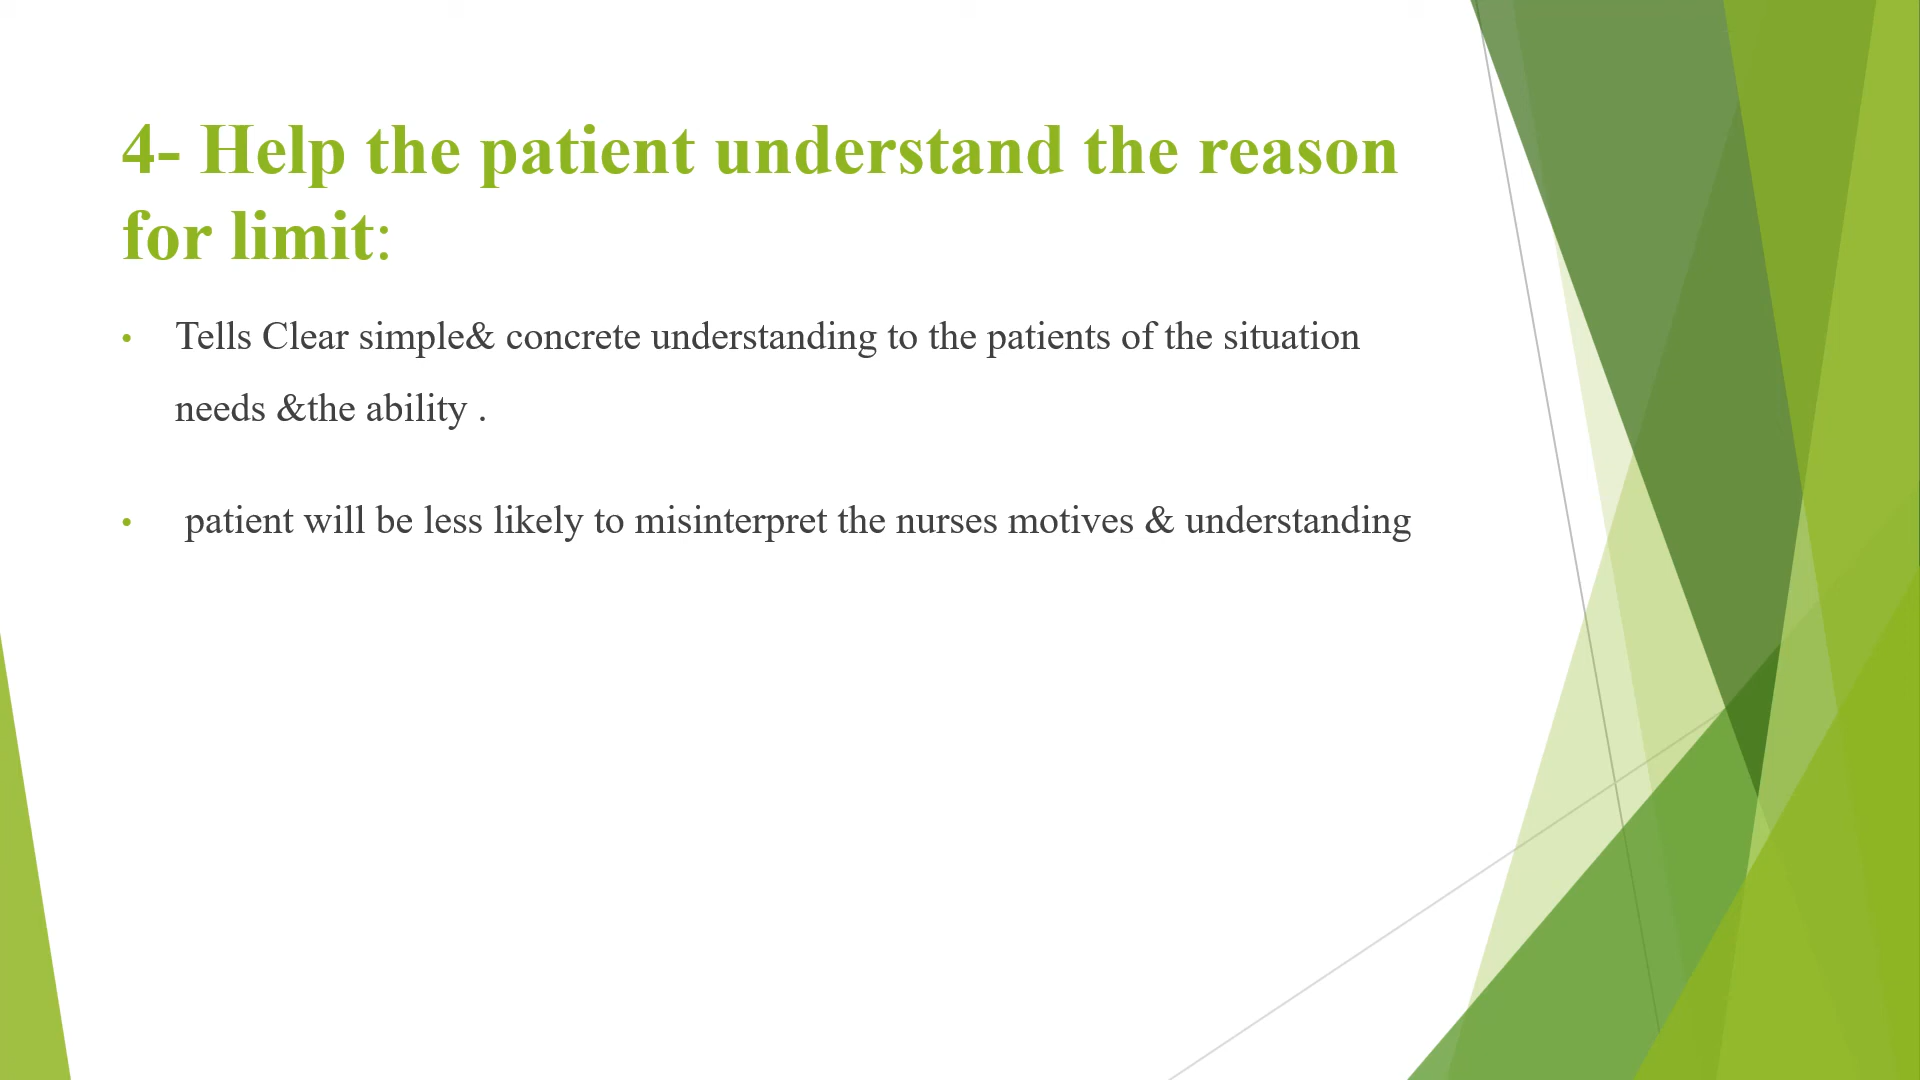 4- Help the patient understand the reason
for limit:
• Tells Clear simple& concrete understanding to the patients of the situation
needs &the ability .
• patient will be less likely to misinterpret the nurses motives & understanding